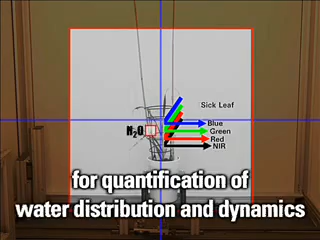 Sick Leaf
Blue
H₂O
Green
Red
NIR
for quantification of
water distribution and dynamics